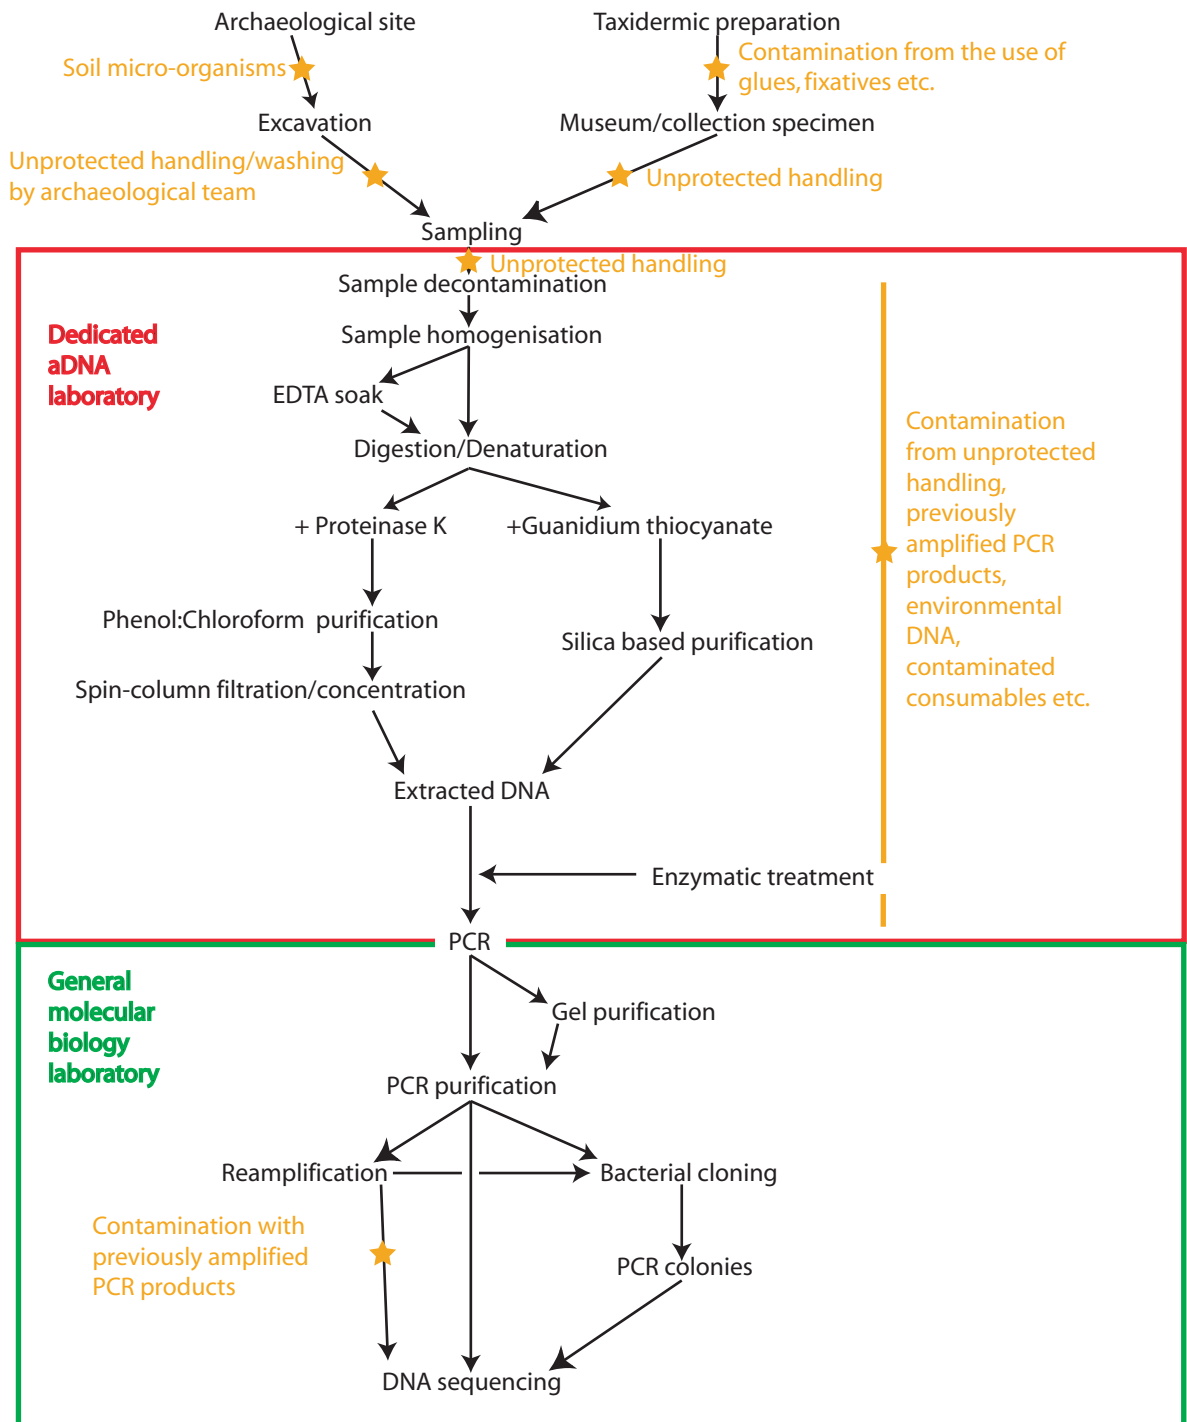 Archaeological site
Taxidermic preparation
Soil micro-organisms
Contamination from the use of
glues, fixatives etc.
Excavation
Museum/collection specimen
Unprotected handling/washing
by archaeological team
Unprotected handling
Sampling
Unprotected handling
Sample decontamination
Dedicated
aDNA
laboratory
Sample homogenisation
EDTA soak
Digestion/Denaturation
+ Proteinase K
+Guanidium thiocyanate
Phenol:Chloroform purification
Silica based purification
Spin-column filtration/concentration
Contamination
from unprotected
handling,
previously
amplified PCR
products,
environmental
DNA,
contaminated
consumables etc.
Extracted DNA
Enzymatic treatment
PCR
General
molecular
biology
laboratory
Gel purification
PCR purification
Reamplification
Bacterial cloning
Contamination with
previously amplified
PCR products
PCR colonies
DNA sequencing